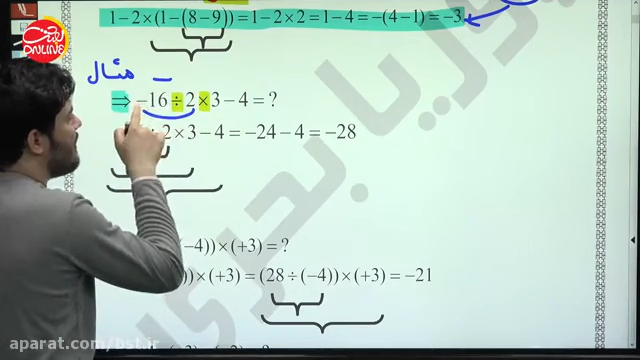 1−2×(1−(8−9))=1−2×2=1−4=−(4−1)=−3
مثال
⇒ −16÷2×3−4=?
÷2×3−4=−24−4=−28
(−4))×(+3)=?
))×(+3)=(28÷(−4))×(+3)=−21
ONLINE
aparat.com/bst.ir